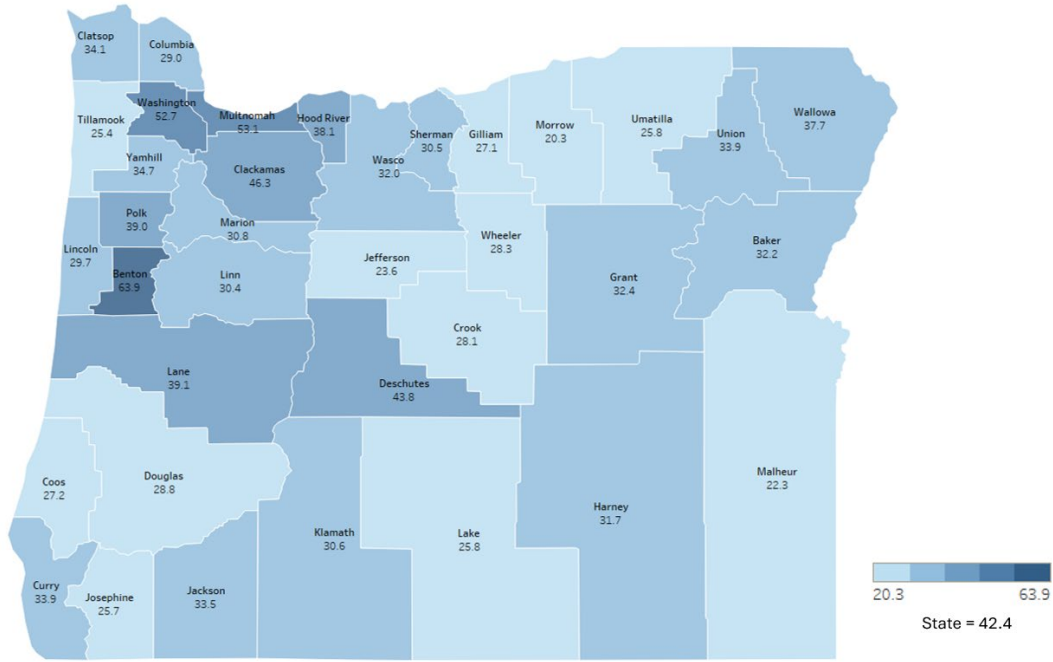 Clatsop
34.1
Columbia
29.0
Tillamook
25.4
Washington
52.7
Multnomah
53.1
Hood River
38.1
Sherman
30.5
Gilliam
27.1
Morrow
20.3
Umatilla
25.8
Union
33.9
Wallowa
37.7
Yamhill
34.7
Clackamas
46.3
Wasco
32.0
Polk
39.0
Marion
30.8
Lincoln
29.7
Benton
63.9
Linn
30.4
Jefferson
23.6
Wheeler
28.3
Grant
32.4
Baker
32.2
Crook
28.1
Lane
39.1
Deschutes
43.8
Coos
27.2
Douglas
28.8
Klamath
30.6
Lake
25.8
Harney
31.7
Malheur
22.3
Curry
33.9
Josephine
25.7
Jackson
33.5
20.3 63.9
State = 42.4